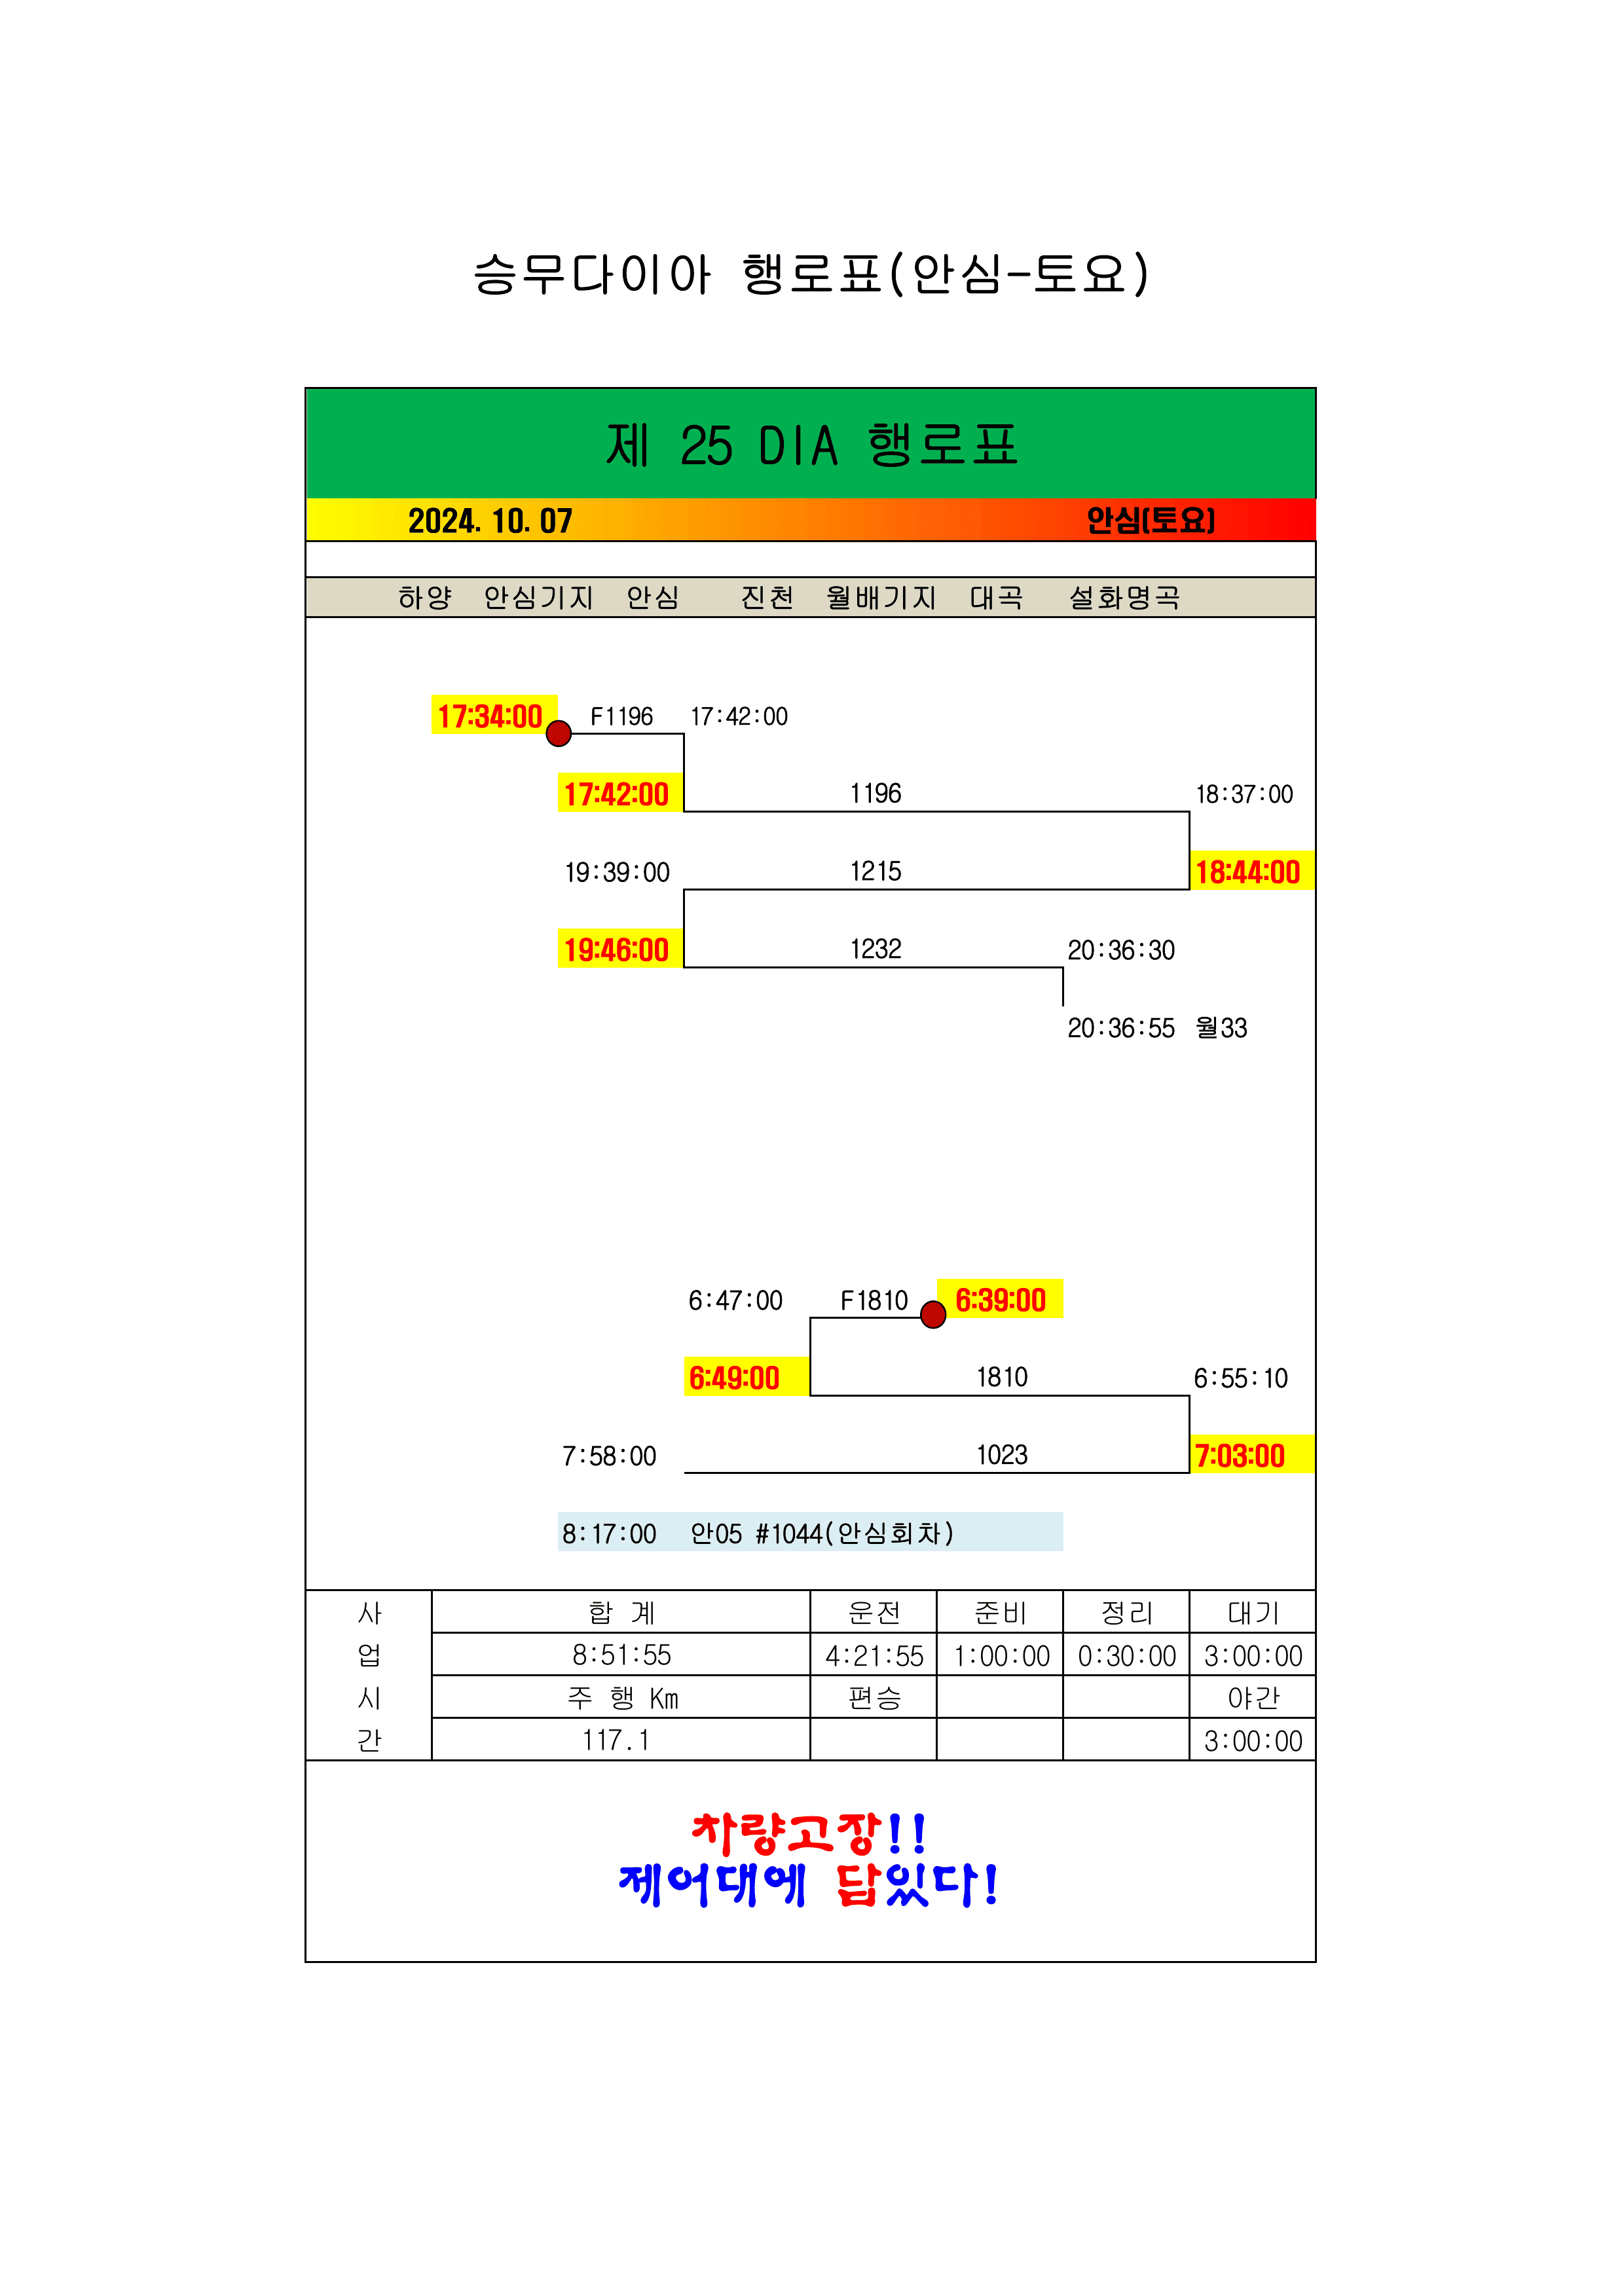 승무다이아 행로표(안심-토요)
제 25 DIA 행로표
2024. 10. 07 안심(토요)
하양 안심기지 안심 진천 월배기지 대곡 설화명곡
17:34:00 F1196 17:42:00
17:42:00 1196 18:37:00
19:39:00 1215 18:44:00
19:46:00 1232 20:36:30
20:36:55 월33
6:47:00 F1810 6:39:00
6:49:00 1810 6:55:10
7:58:00 1023 7:03:00
8:17:00 안05 #1044(안심회차)
사 합 계 운전 준비 정리 대기
업 8:51:55 4:21:55 1:00:00 0:30:00 3:00:00
시 주 행 Km 편승 야간
간 117.1 3:00:00
차량고장!!
제어대에 답있다!